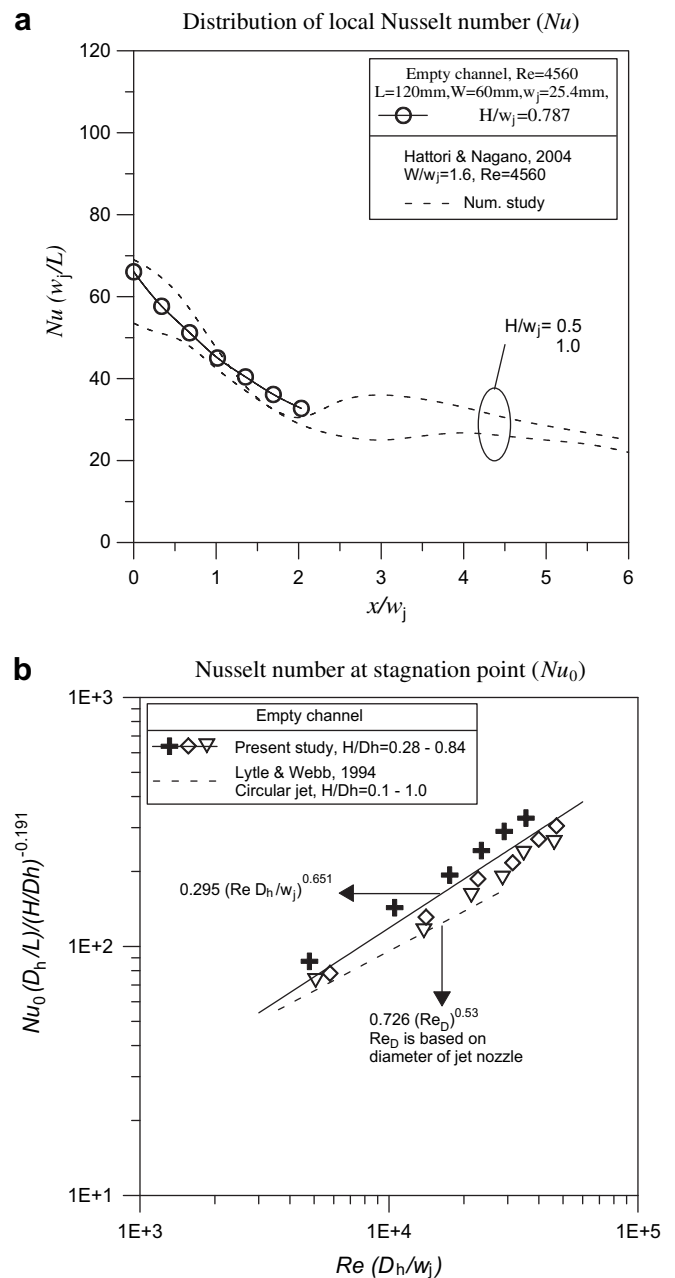 a
Distribution of local Nusselt number (Nu)
120
100
80
60
40
20
0
Nu (wj/L)
Empty channel, Re=4560
L=120mm,W=60mm,wj=25.4mm,
H/wj=0.787
Hattori & Nagano, 2004
W/wj=1.6, Re=4560
Num. study
H/wj= 0.5
1.0
0 1 2 3 4 5 6
x/wj
b
Nusselt number at stagnation point (Nu0)
1E+3
1E+2
1E+1
Nu0 (Dh/L)/(H/Dh)^-0.191
Empty channel
Present study, H/Dh=0.28 - 0.84
Lytle & Webb, 1994
Circular jet, H/Dh=0.1 - 1.0
0.295 (Re Dh/wj)^0.651
0.726 (ReD)^0.53
ReD is based on
diameter of jet nozzle
1E+3 1E+4 1E+5
Re (Dh/wj)